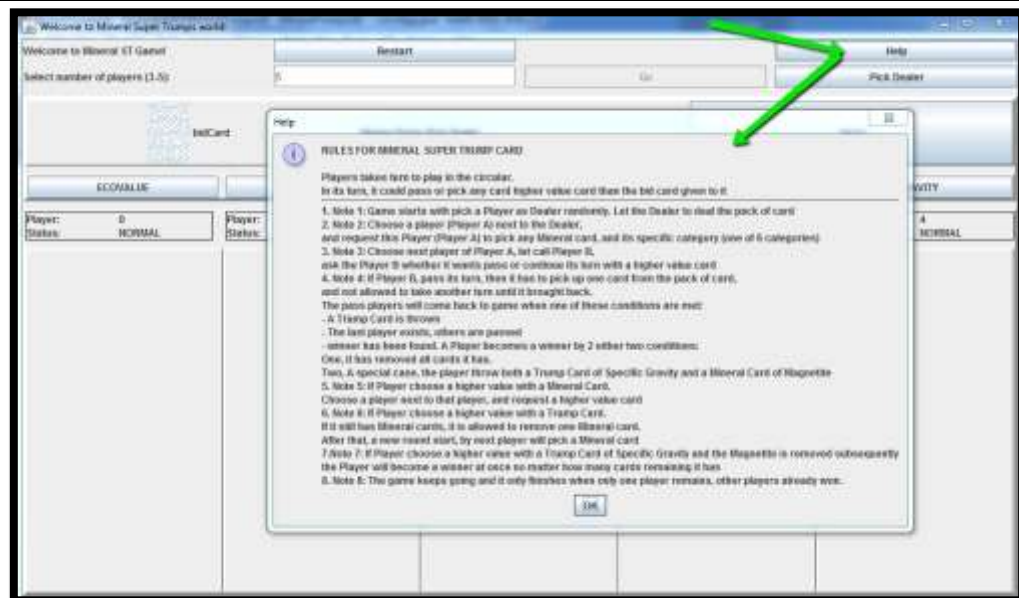 Welcome to Mineral Super Trumps world
Welcome to Mineral ST Game!
Restart
Help
Select number of players (3-5):
5
Go
Pick Dealer
bidCard
ECOVALUE
Player: 0
Status: NORMAL
Player:
Status:
4
NORMAL
Help
RULES FOR MINERAL SUPER TRUMP CARD
Players takes turn to play in the circular.
In its turn, it could pass or pick any card higher value card than the bid card given to it
1. Note 1: Game starts with pick a Player as Dealer randomly. Let the Dealer to deal the pack of card
2. Note 2: Choose a player (Player A) next to the Dealer,
and request this Player (Player A) to pick any Mineral card, and its specific category (one of 5 categories)
3. Note 3: Choose next player of Player A, let call Player B,
ask the Player B whether it wants pass or continue its turn with a higher value card
4. Note 4: If Player B, pass its turn, then it has to pick up one card from the pack of card,
and not allowed to take another turn until it brought back.
The pass players will come back to game when one of these conditions are met:
- A Trump Card is thrown
- The last player exists, others are passed
- winner has been found. A Player becomes a winner by 2 either two conditions:
One, it has removed all cards it has.
Two, A special case, the player throw both a Trump Card of Specific Gravity and a Mineral Card of Magnetite
5. Note 5: If Player choose a higher value with a Mineral Card,
Choose a player next to that player, and request a higher value card
6. Note 6: If Player choose a higher value with a Trump Card.
If it still has Mineral cards, it is allowed to remove one Mineral card.
After that, a new round start, by next player will pick a Mineral card
7.Note 7: If Player choose a higher value with a Trump Card of Specific Gravity and the Magnetite is removed subsequently
the Player will become a winner at once no matter how many cards remaining it has
8. Note 8: The game keeps going and it only finishes when only one player remains, other players already won.
OK